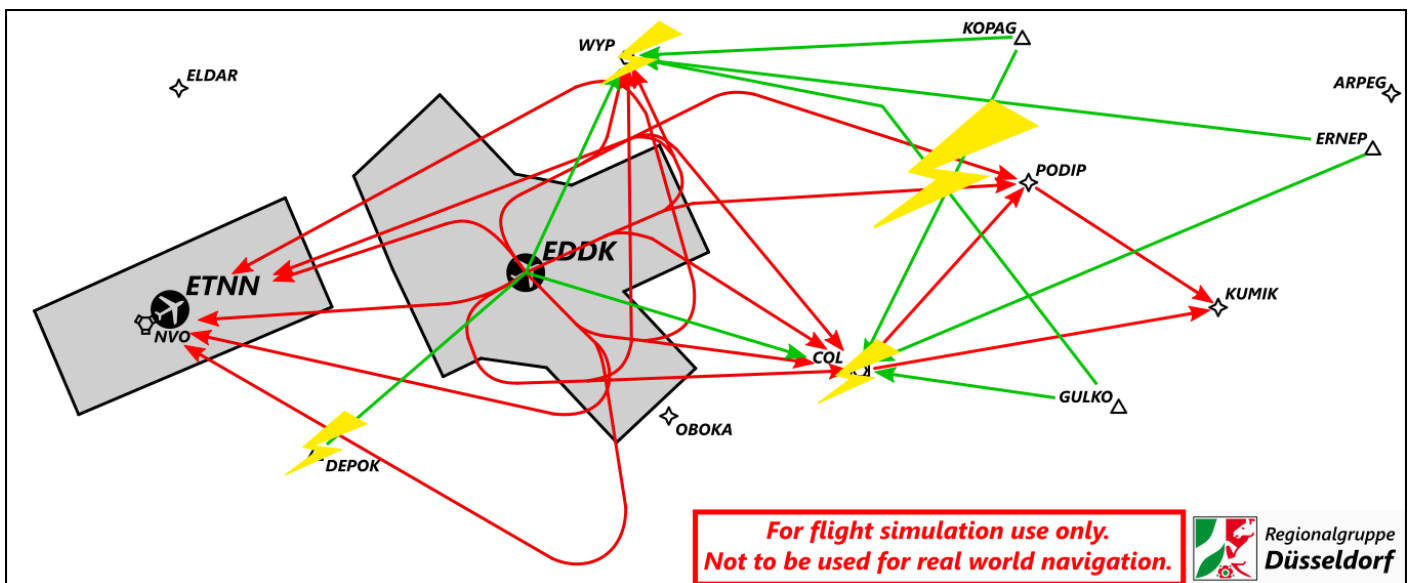 KOPAG
WYP
ELDAR
ARPEG
ERNEP
PODIP
EDDK
ETNN
KUMIK
NVO
COL
GULKO
OBOKA
DEPOK
For flight simulation use only.
Not to be used for real world navigation.
Regionalgruppe
Düsseldorf